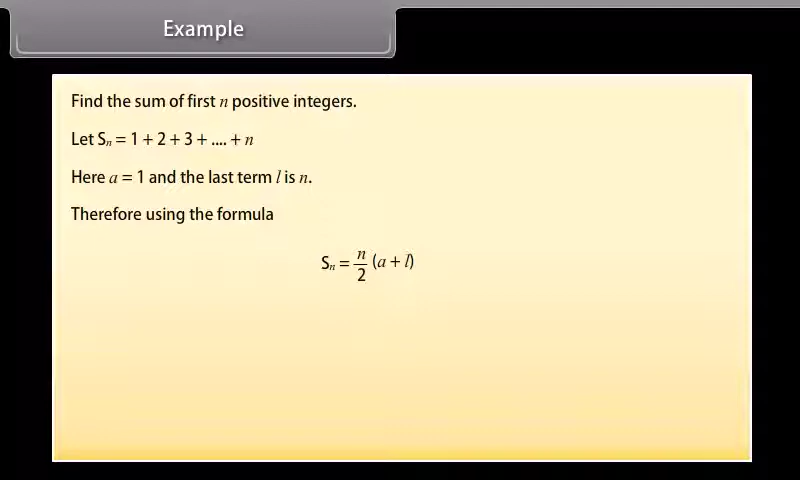 Example
Find the sum of first n positive integers.
Let Sₙ = 1 + 2 + 3 + .... + n
Here a = 1 and the last term l is n.
Therefore using the formula
Sₙ = n/2 (a + l)